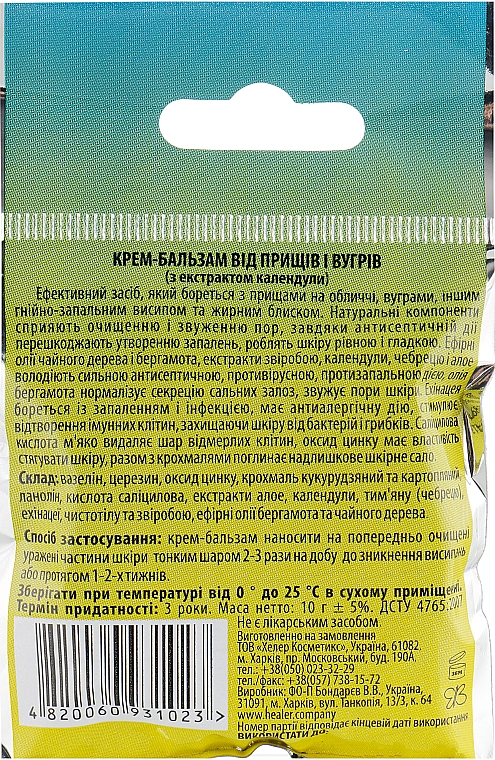 КРЕМ-БАЛЬЗАМ ВІД ПРИЩІВ І ВУГРІВ
(з екстрактом календули)
Ефективний засіб, який бореться з прищами на обличчі, вуграми, іншим
гнійно-запальним висипом та жирним блиском. Натуральні компоненти
сприяють очищенню і звуженню пор, завдяки антисептичній дії
перешкоджають утворенню запалень, роблять шкіру рівною і гладкою. Ефірні
олії чайного дерева і бергамота, екстракти звіробою, календули, чебрецю і алое
володіють сильною антисептичною, противірусною, протизапальною дією, олія
бергамота нормалізує секрецію сальних залоз, звужує пори шкіри. Ехінацея
бореться із запаленням і інфекцією, має антиалергічну дію, стимулює
відтворення імунних клітин, захищаючи шкіру від бактерій і грибків. Саліцилова
кислота м'яко видаляє шар відмерлих клітин, оксид цинку має властивість
стягувати шкіру, разом з крохмалями поглинає надлишкове шкірне сало.
Склад: вазелін, церезин, оксид цинку, крохмаль кукурудзяний та картопляний,
ланолін, кислота саліцилова, екстракти алое, календули, тим'яну (чебрецю),
ехінацеї, чистотілу та звіробою, ефірні олії бергамота та чайного дерева.
Спосіб застосування: крем-бальзам наносити на попередньо очищені
уражені частини шкіри тонким шаром 2-3 рази на добу до зникнення висипань
або протягом 1-2-х тижнів.
Зберігати при температурі від 0 ° до 25 °С в сухому приміщені.
Термін придатності: 3 роки. Маса нетто: 10 г ± 5%. ДСТУ 4765:2007
Не є лікарським засобом.
Виготовлено на замовлення
ТОВ «Хелер Косметикс», Україна, 61082,
м. Харків, пр. Московський, буд. 190А.
тел.: +38(050) 023-32-29
тел./факс.: +38(057) 738-15-72
Виробник: ФО-П Бондарєв В.В., Україна,
31091, м. Харків, вул. Танкопія, 13/3, к. 64
www.healer.company
Номер партії відповідає кінцевій даті використання
ВИКОРИСТАТИ ДО:
4 820060 931023 >